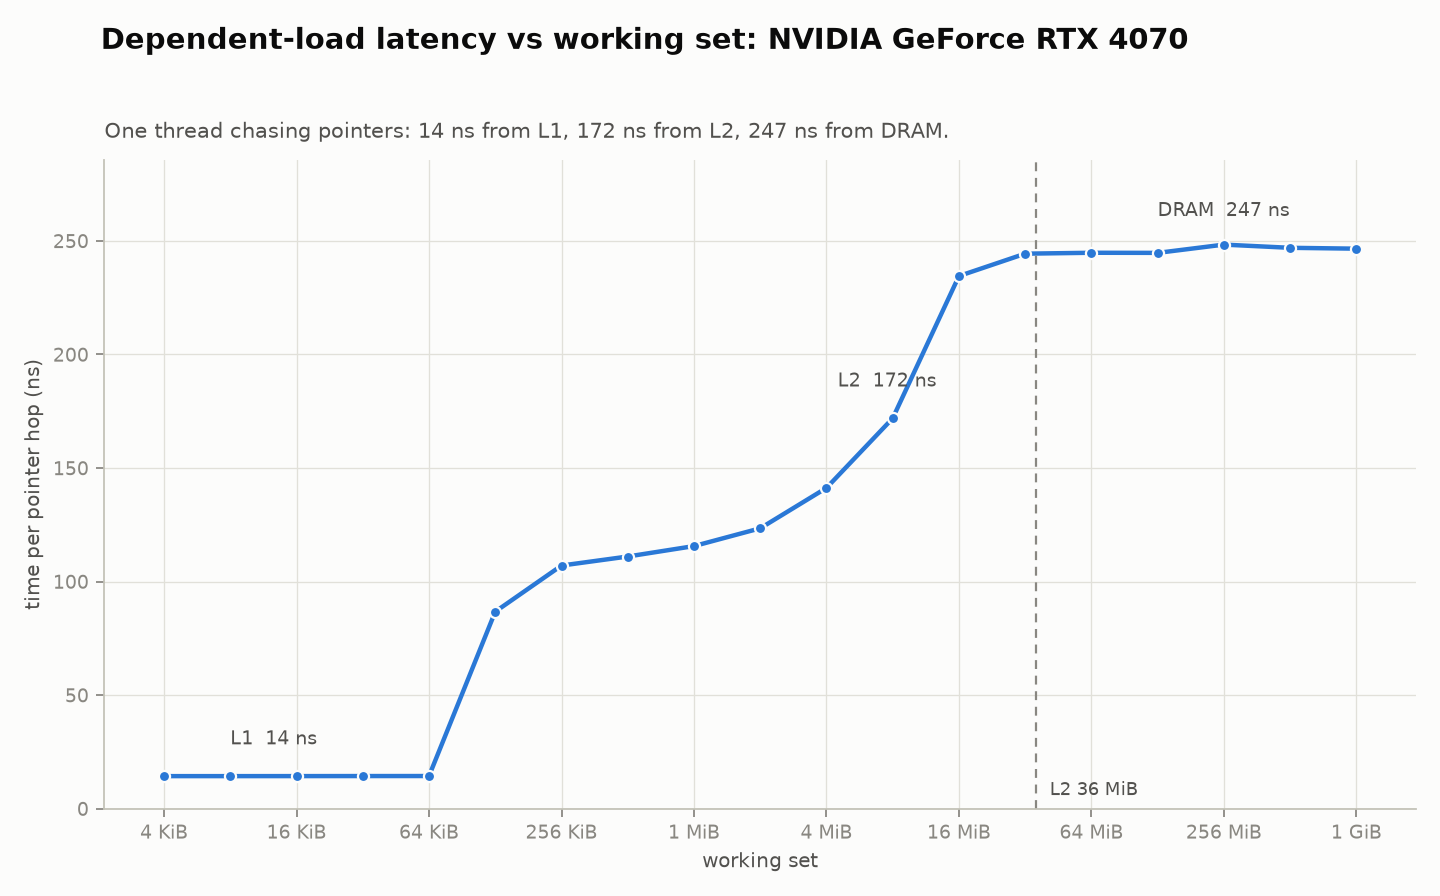 Dependent-load latency vs working set: NVIDIA GeForce RTX 4070
One thread chasing pointers: 14 ns from L1, 172 ns from L2, 247 ns from DRAM.
time per pointer hop (ns)
250
200
150
100
50
0
DRAM  247 ns
L2  172 ns
L1  14 ns
L2 36 MiB
4 KiB
16 KiB
64 KiB
256 KiB
1 MiB
4 MiB
16 MiB
64 MiB
256 MiB
1 GiB
working set